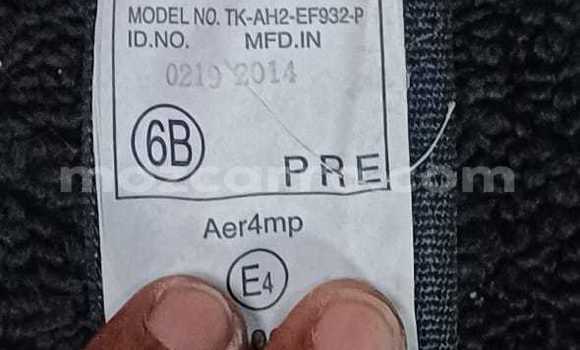 MODEL NO. TK-AH2-EF932-P
ID.NO. MFD.IN
0219 2014
6B
PRE
Aer4mp
E4